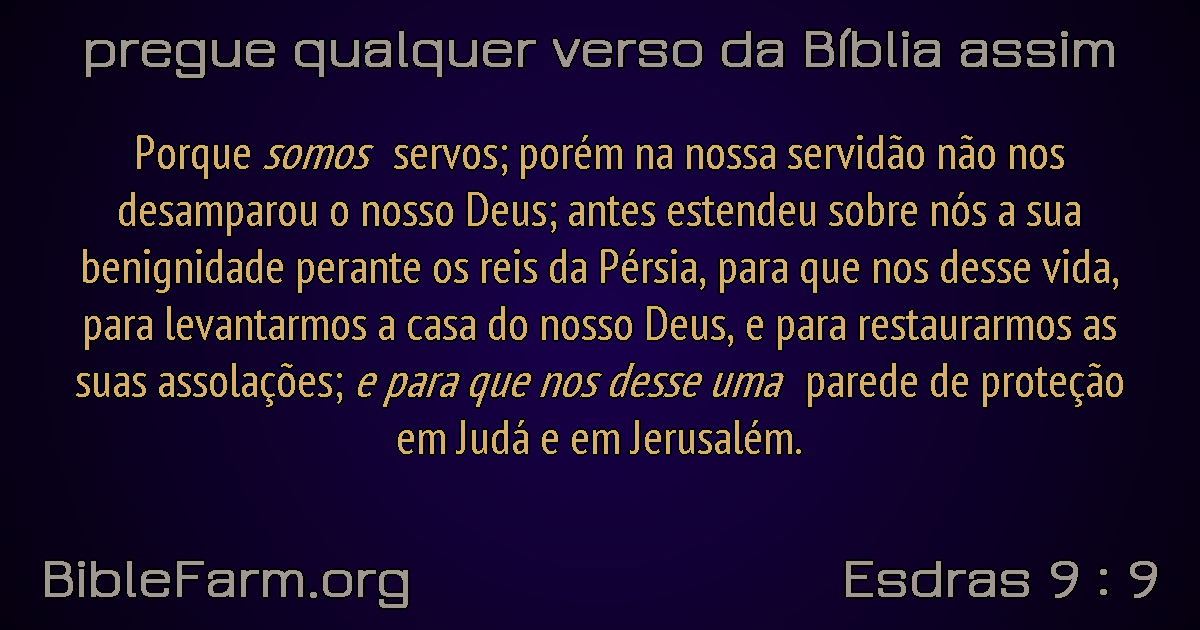 pregue qualquer verso da Bíblia assim
Porque somos servos; porém na nossa servidão não nos
desamparou o nosso Deus; antes estendeu sobre nós a sua
benignidade perante os reis da Pérsia, para que nos desse vida,
para levantarmos a casa do nosso Deus, e para restaurarmos as
suas assolações; e para que nos desse uma parede de proteção
em Judá e em Jerusalém.
BibleFarm.org
Esdras 9 : 9